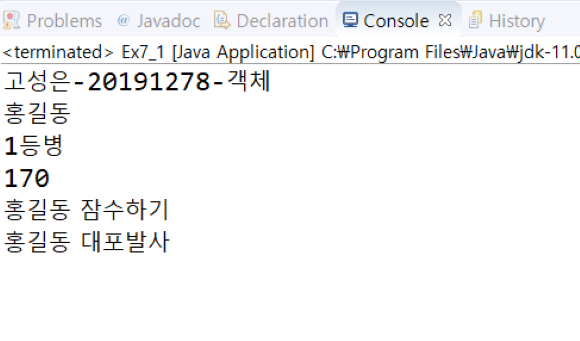 Problems @ Javadoc Declaration Console History
<terminated> Ex7_1 [Java Application] C:₩Program Files₩Java₩jdk-11.0
고성은-20191278-객체
홍길동
1등병
170
홍길동 잠수하기
홍길동 대포발사